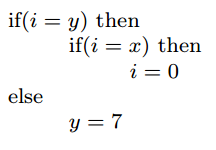 if(i = y) then
if(i = x) then
i = 0
else
y = 7